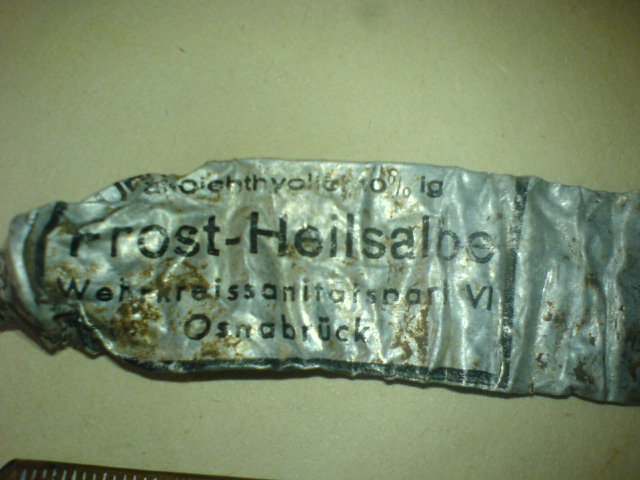 10% ig
Frost-Heilsalbe
Wehrkreissanitätspark VI
Osnabrück